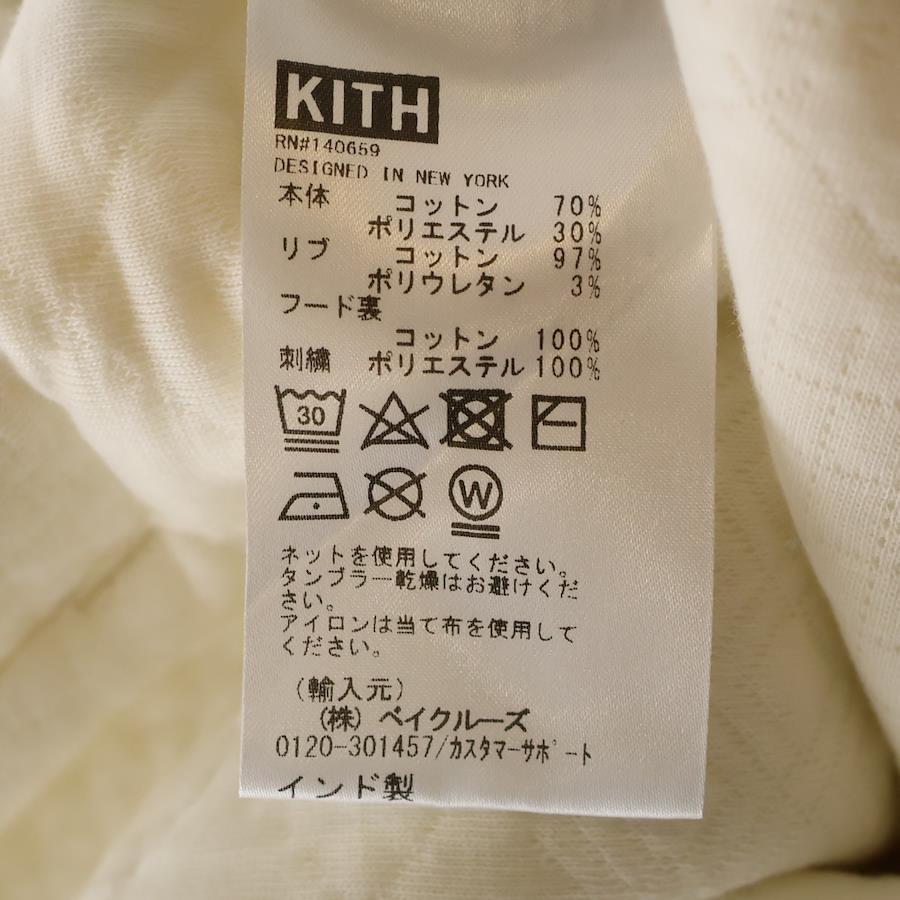 KITH
RN#140659
DESIGNED IN NEW YORK
本体 コットン 70%
ポリエステル 30%
リブ コットン 97%
ポリウレタン 3%
フード裏
コットン 100%
刺繍 ポリエステル 100%
30
W
ネットを使用してください。
タンブラー乾燥はお避けくだ
さい。
アイロンは当て布を使用して
ください。
(輸入元)
(株) ベイクルーズ
0120-301457/カスタマーサポート
インド製